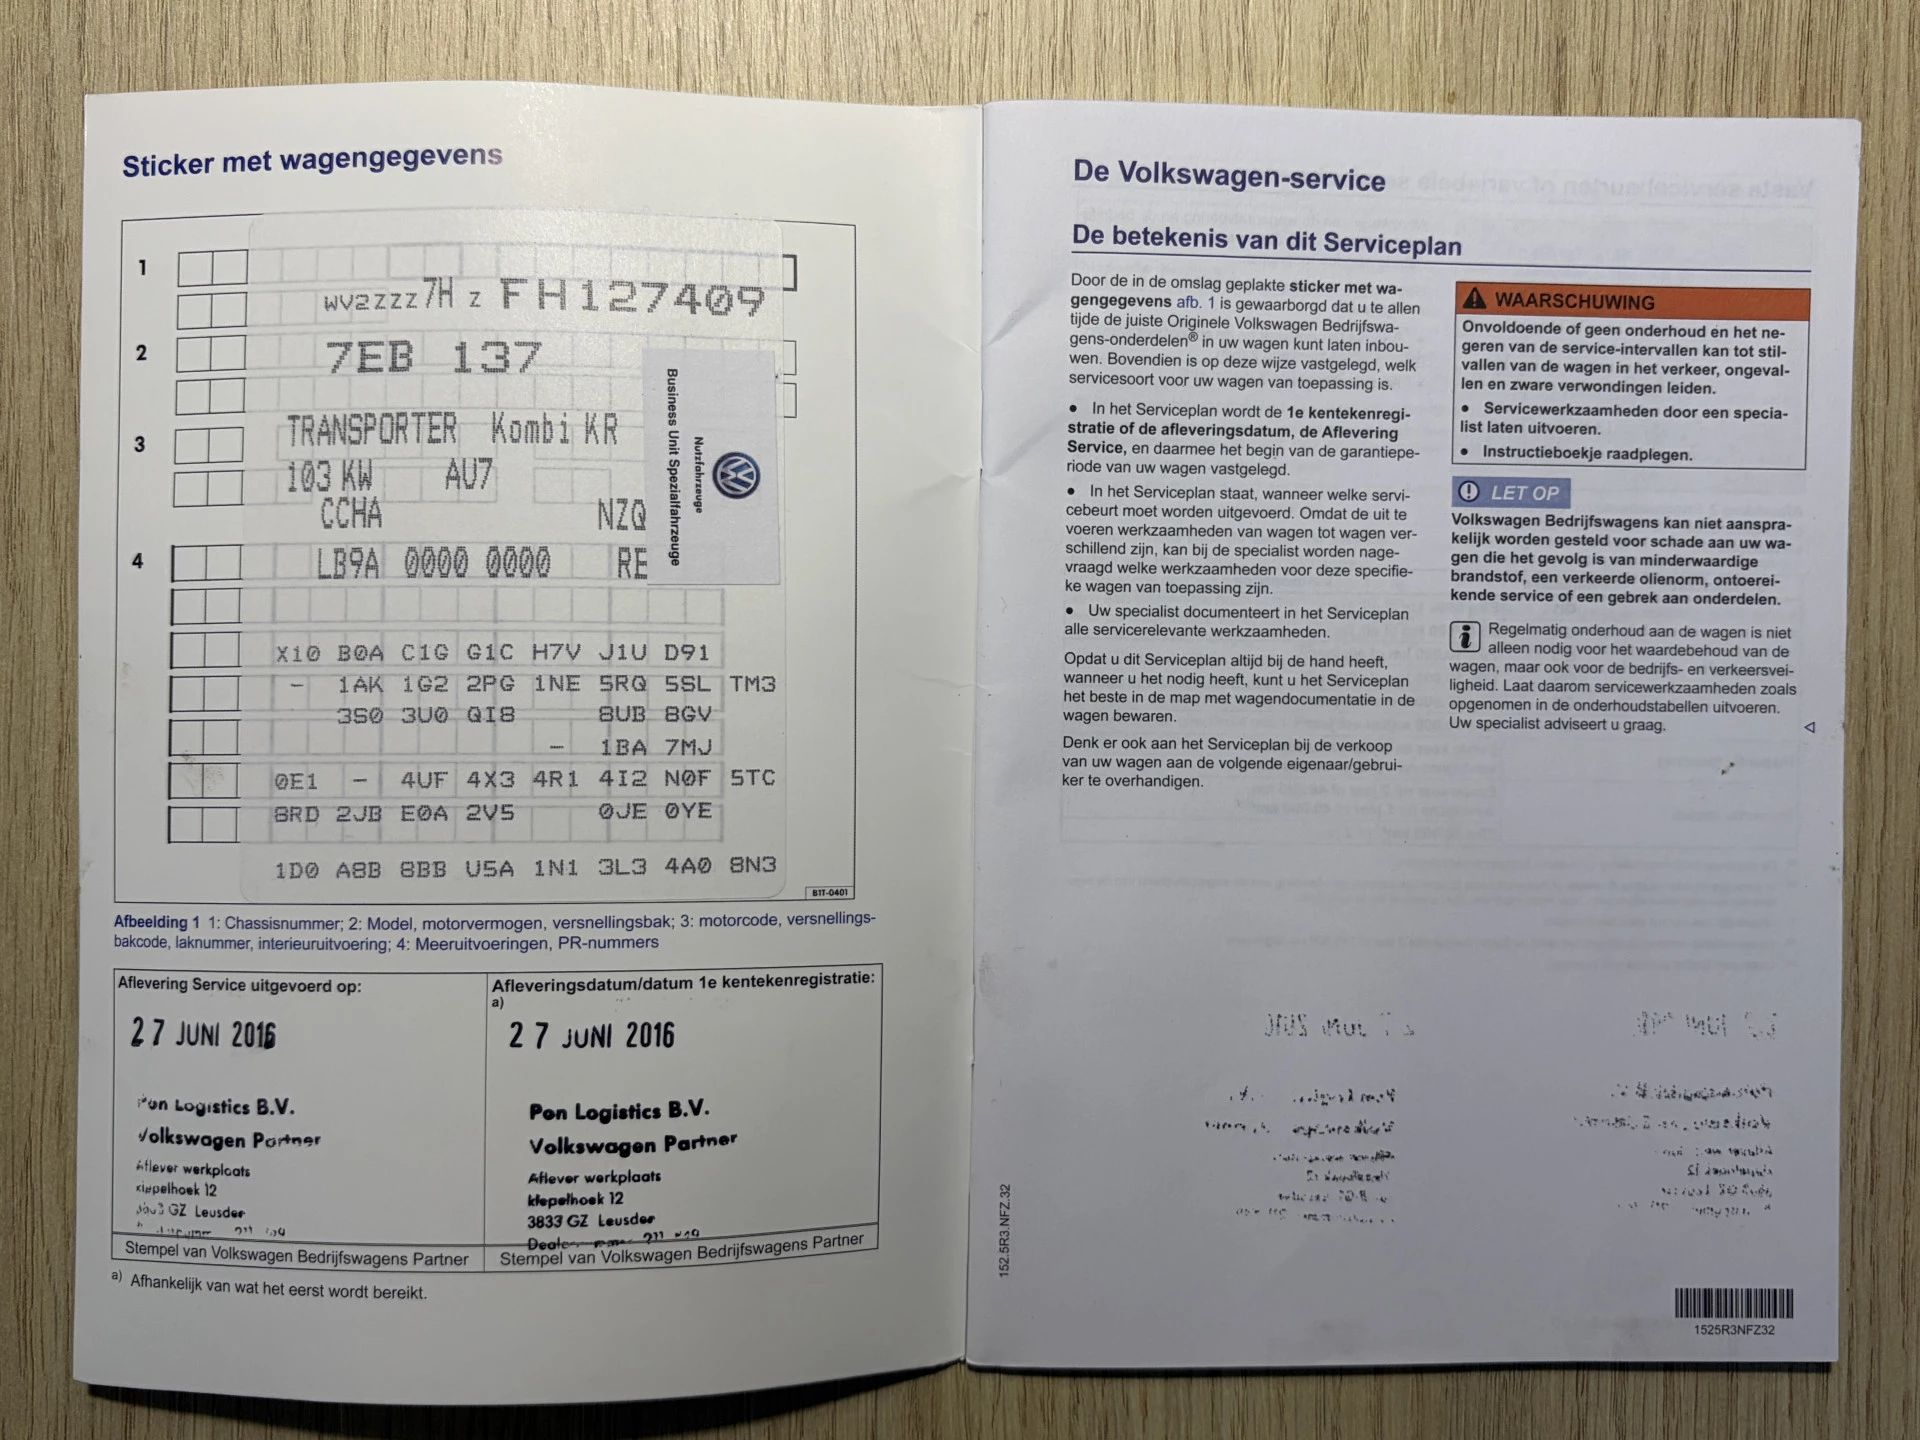 Sticker met wagengegevens
1
WV2ZZZ7HZFH127409
2
7EB 137
3
TRANSPORTER Kombi KR
103 KW AU7
CCHA NZQ
4
LB9A 0000 0000 RE
Nutzfahrzeuge
Business Unit Spezialfahrzeuge
X10 B0A C1G G1C H7V J1U D91
- 1AK 1G2 2PG 1NE 5RQ 5SL TM3
3S0 3U0 QI8 8UB 8GV
- 1BA 7MJ
0E1 - 4UF 4X3 4R1 4I2 N0F 5TC
8RD 2JB E0A 2V5 0JE 0YE
1D0 A8B 8BB U5A 1N1 3L3 4A0 8N3
B1T-0401
Afbeelding 1 1: Chassisnummer; 2: Model, motorvermogen, versnellingsbak; 3: motorcode, versnellings-
bakcode, laknummer, interieuruitvoering; 4: Meeruitvoeringen, PR-nummers
Aflevering Service uitgevoerd op:
27 JUNI 2016
Pon Logistics B.V.
Volkswagen Partner
Aflever werkplaats
klepelhoek 12
3833 GZ Leusder
Stempel van Volkswagen Bedrijfswagens Partner
Afleveringsdatum/datum 1e kentekenregistratie:
a)
27 JUNI 2016
Pon Logistics B.V.
Volkswagen Partner
Aflever werkplaats
klepelhoek 12
3833 GZ Leusder
Stempel van Volkswagen Bedrijfswagens Partner
a) Afhankelijk van wat het eerst wordt bereikt.
De Volkswagen-service
De betekenis van dit Serviceplan
Door de in de omslag geplakte sticker met wa-
gengegevens afb. 1 is gewaarborgd dat u te allen
tijde de juiste Originele Volkswagen Bedrijfswa-
gens-onderdelen® in uw wagen kunt laten inbou-
wen. Bovendien is op deze wijze vastgelegd, welk
servicesoort voor uw wagen van toepassing is.
• In het Serviceplan wordt de 1e kentekenregi-
stratie of de afleveringsdatum, de Aflevering
Service, en daarmee het begin van de garantiepe-
riode van uw wagen vastgelegd.
• In het Serviceplan staat, wanneer welke servi-
cebeurt moet worden uitgevoerd. Omdat de uit te
voeren werkzaamheden van wagen tot wagen ver-
schillend zijn, kan bij de specialist worden nage-
vraagd welke werkzaamheden voor deze specifie-
ke wagen van toepassing zijn.
• Uw specialist documenteert in het Serviceplan
alle servicerelevante werkzaamheden.
Opdat u dit Serviceplan altijd bij de hand heeft,
wanneer u het nodig heeft, kunt u het Serviceplan
het beste in de map met wagendocumentatie in de
wagen bewaren.
Denk er ook aan het Serviceplan bij de verkoop
van uw wagen aan de volgende eigenaar/gebrui-
ker te overhandigen.
WAARSCHUWING
Onvoldoende of geen onderhoud en het ne-
geren van de service-intervallen kan tot stil-
vallen van de wagen in het verkeer, ongeval-
len en zware verwondingen leiden.
• Servicewerkzaamheden door een specia-
list laten uitvoeren.
• Instructieboekje raadplegen.
LET OP
Volkswagen Bedrijfswagens kan niet aanspra-
kelijk worden gesteld voor schade aan uw wa-
gen die het gevolg is van minderwaardige
brandstof, een verkeerde olienorm, ontoerei-
kende service of een gebrek aan onderdelen.
Regelmatig onderhoud aan de wagen is niet
alleen nodig voor het waardebehoud van de
wagen, maar ook voor de bedrijfs- en verkeersvei-
ligheid. Laat daarom servicewerkzaamheden zoals
opgenomen in de onderhoudstabellen uitvoeren.
Uw specialist adviseert u graag.
152.5R3.NFZ.32
1525R3NFZ32